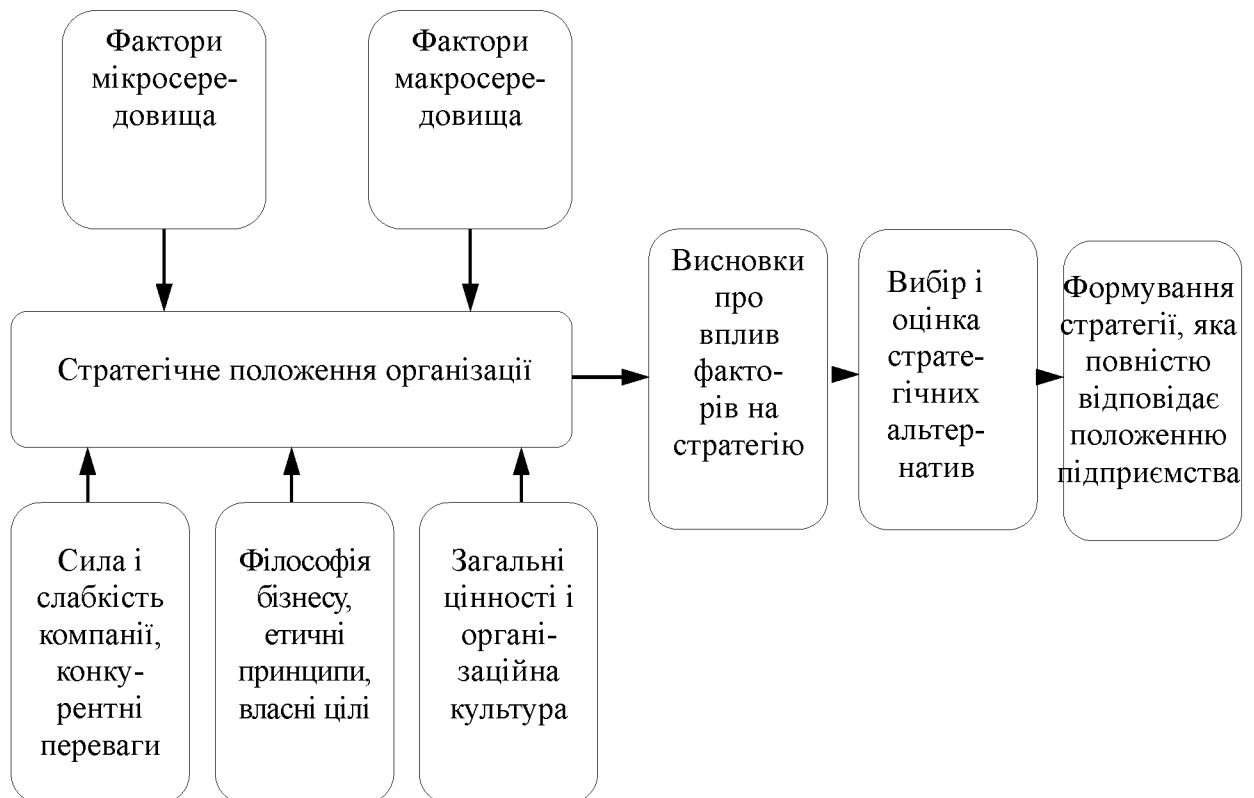 Фактори
мікросере-
довища
Фактори
макросере-
довища
Стратегічне положення організації
Висновки
про
вплив
факто-
рів на
стратегію
Вибір і
оцінка
страте-
гічних
альтер-
натив
Формування
стратегії, яка
повністю
відповідає
положенню
підприємства
Сила і
слабкість
компанії,
конку-
рентні
переваги
Філософія
бізнесу,
етичні
принципи,
власні цілі
Загальні
цінності і
органі-
заційна
культура